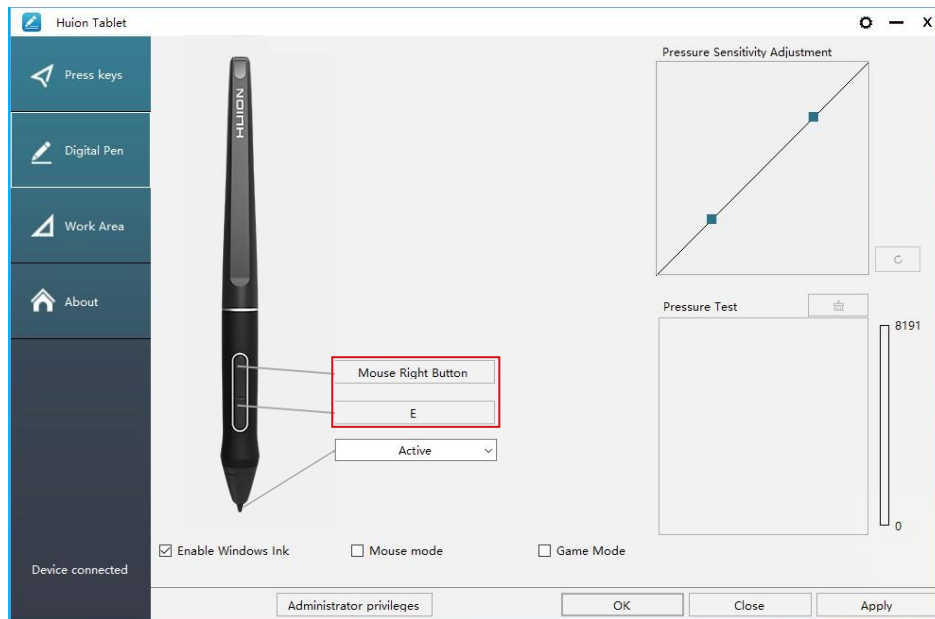 Huion Tablet
X
Press keys
Digital Pen
Work Area
About
Device connected
HUION
Mouse Right Button
E
Active
Pressure Sensitivity Adjustment
Pressure Test
8191
0
Enable Windows Ink
Mouse mode
Game Mode
Administrator privileges
OK
Close
Apply